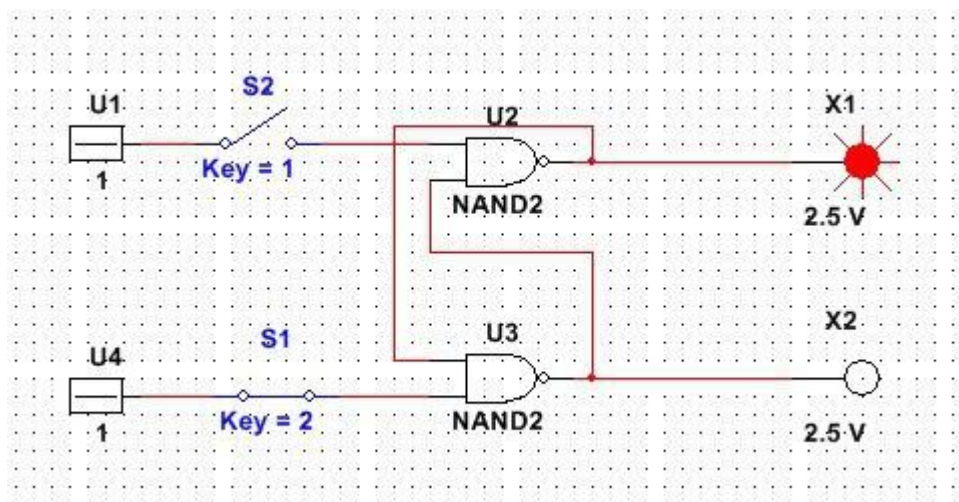 S2
U1
U2
X1
Key = 1
1
NAND2
2.5 V
U3
X2
S1
U4
Key = 2
NAND2
1
2.5 V